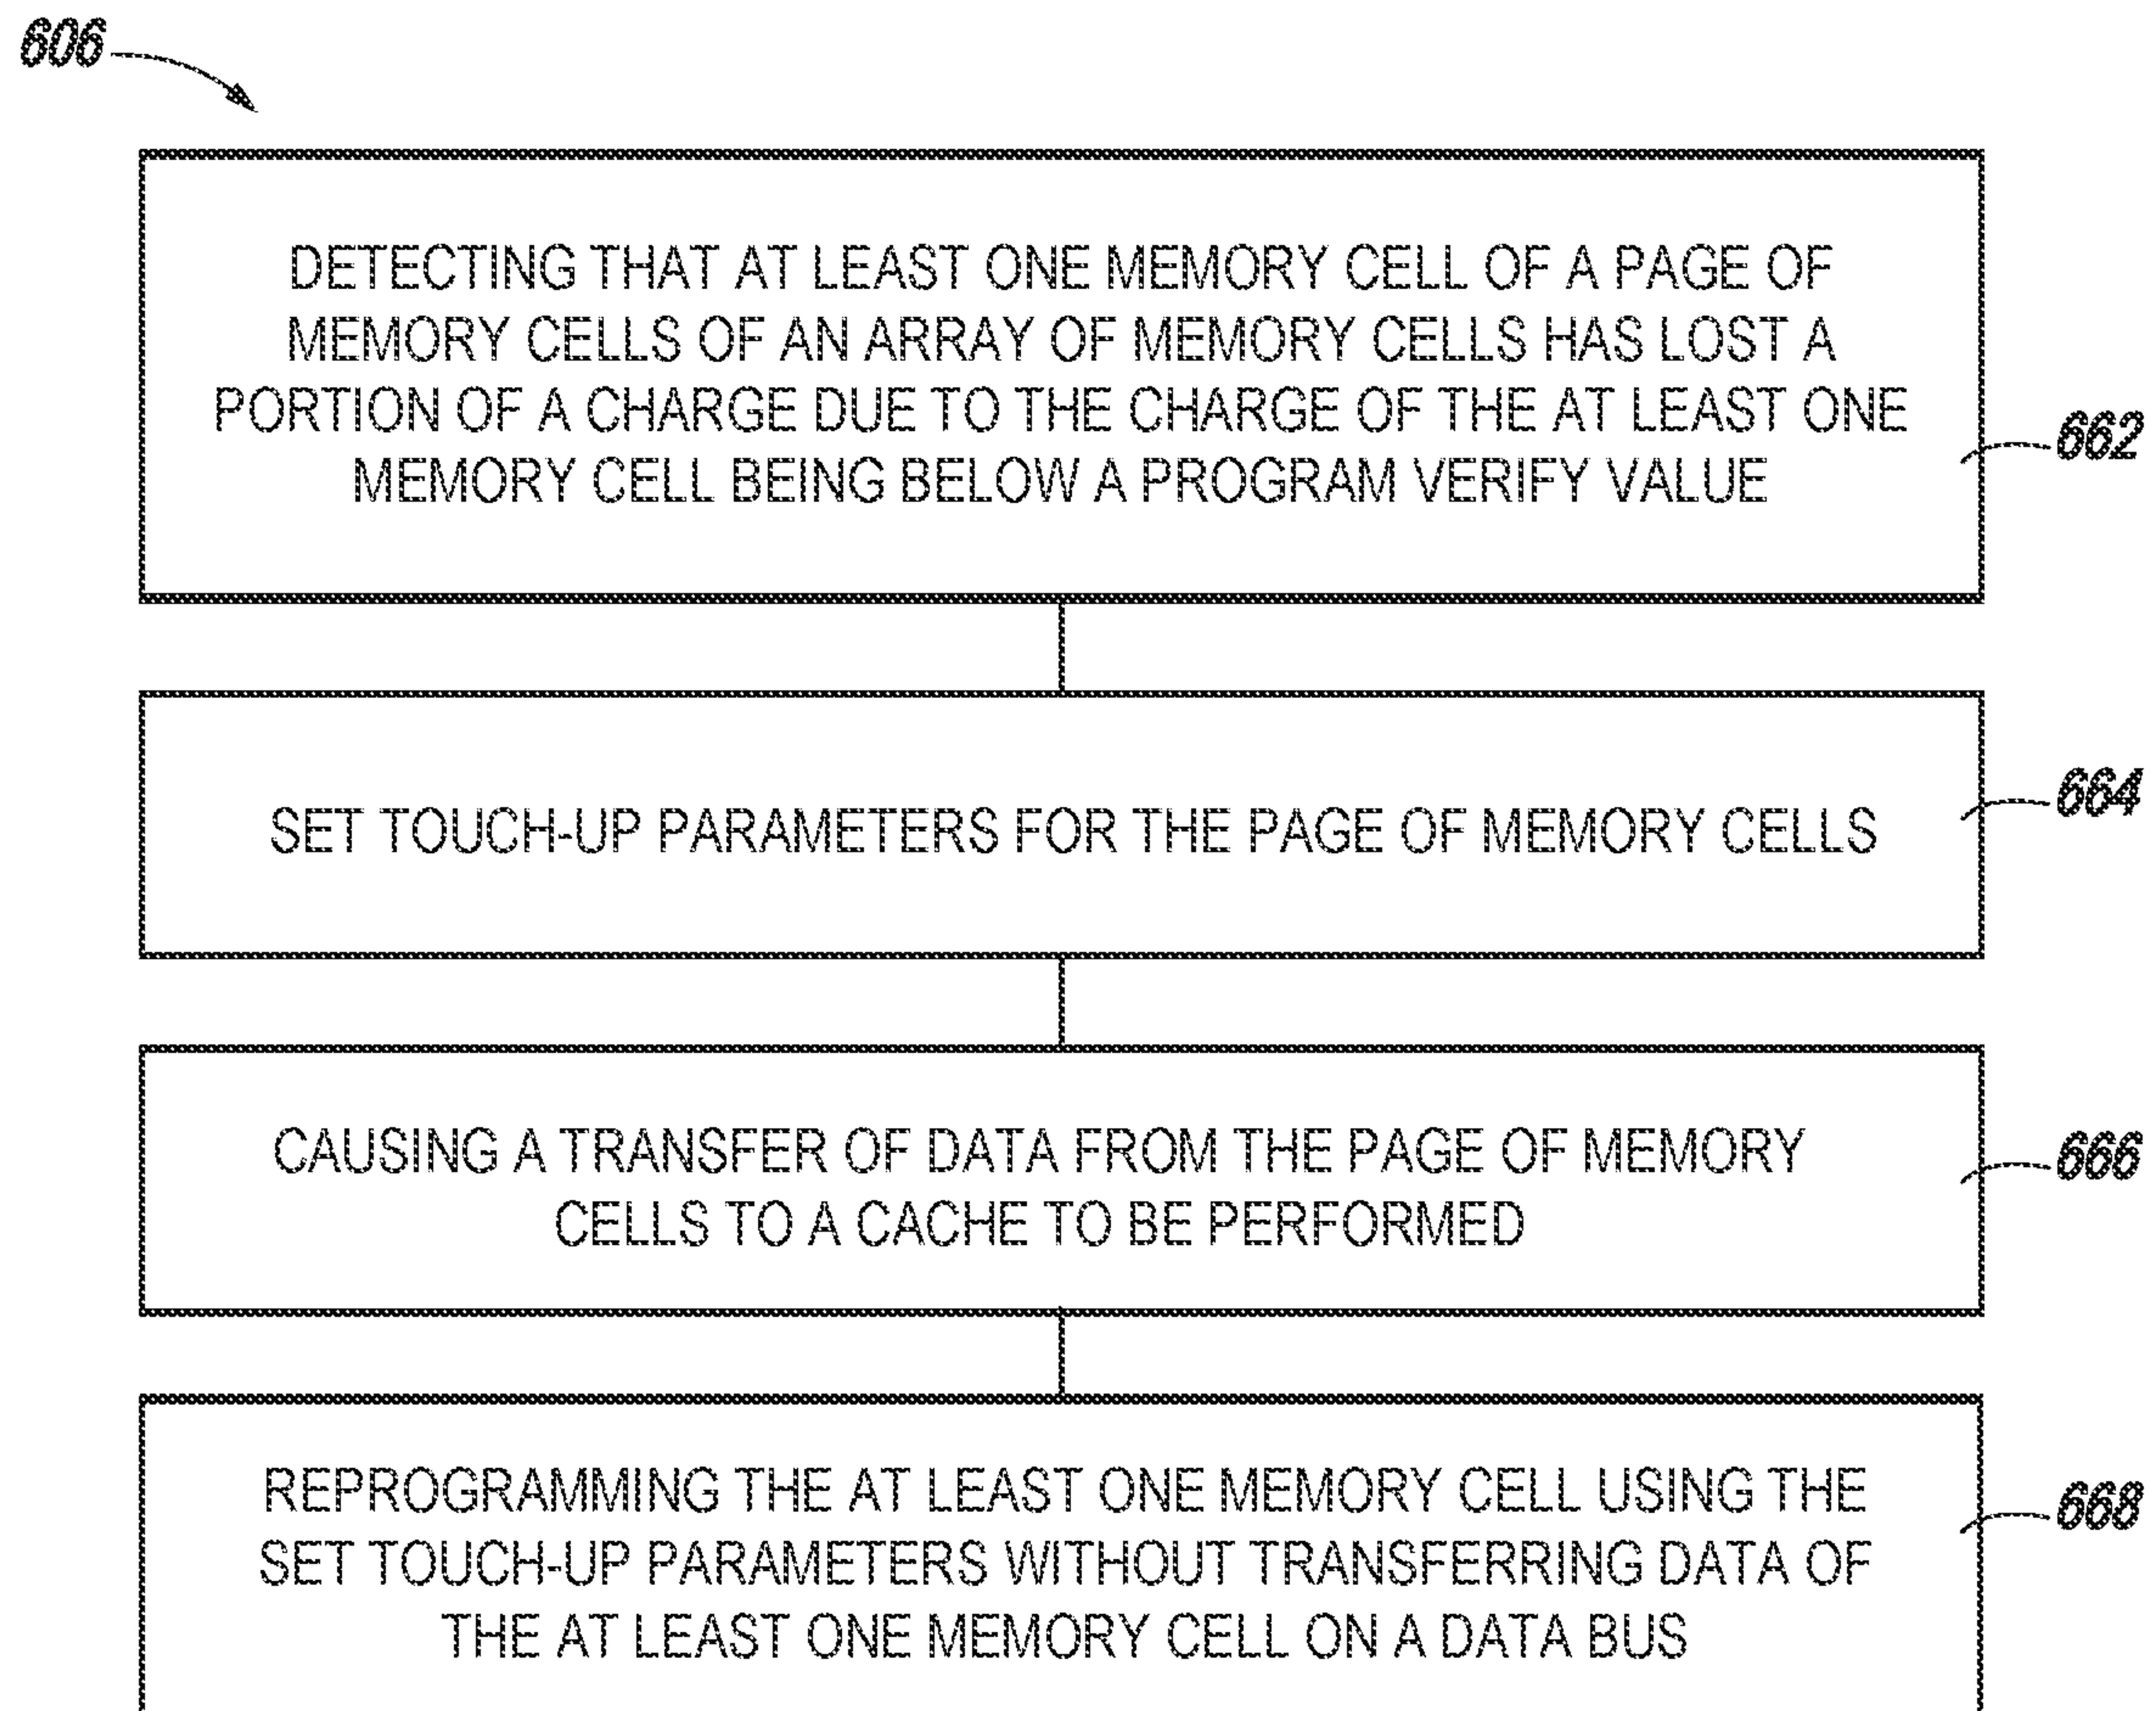 606
DETECTING THAT AT LEAST ONE MEMORY CELL OF A PAGE OF
MEMORY CELLS OF AN ARRAY OF MEMORY CELLS HAS LOST A
PORTION OF A CHARGE DUE TO THE CHARGE OF THE AT LEAST ONE
MEMORY CELL BEING BELOW A PROGRAM VERIFY VALUE
662
SET TOUCH-UP PARAMETERS FOR THE PAGE OF MEMORY CELLS
664
CAUSING A TRANSFER OF DATA FROM THE PAGE OF MEMORY
CELLS TO A CACHE TO BE PERFORMED
666
REPROGRAMMING THE AT LEAST ONE MEMORY CELL USING THE
SET TOUCH-UP PARAMETERS WITHOUT TRANSFERRING DATA OF
THE AT LEAST ONE MEMORY CELL ON A DATA BUS
668